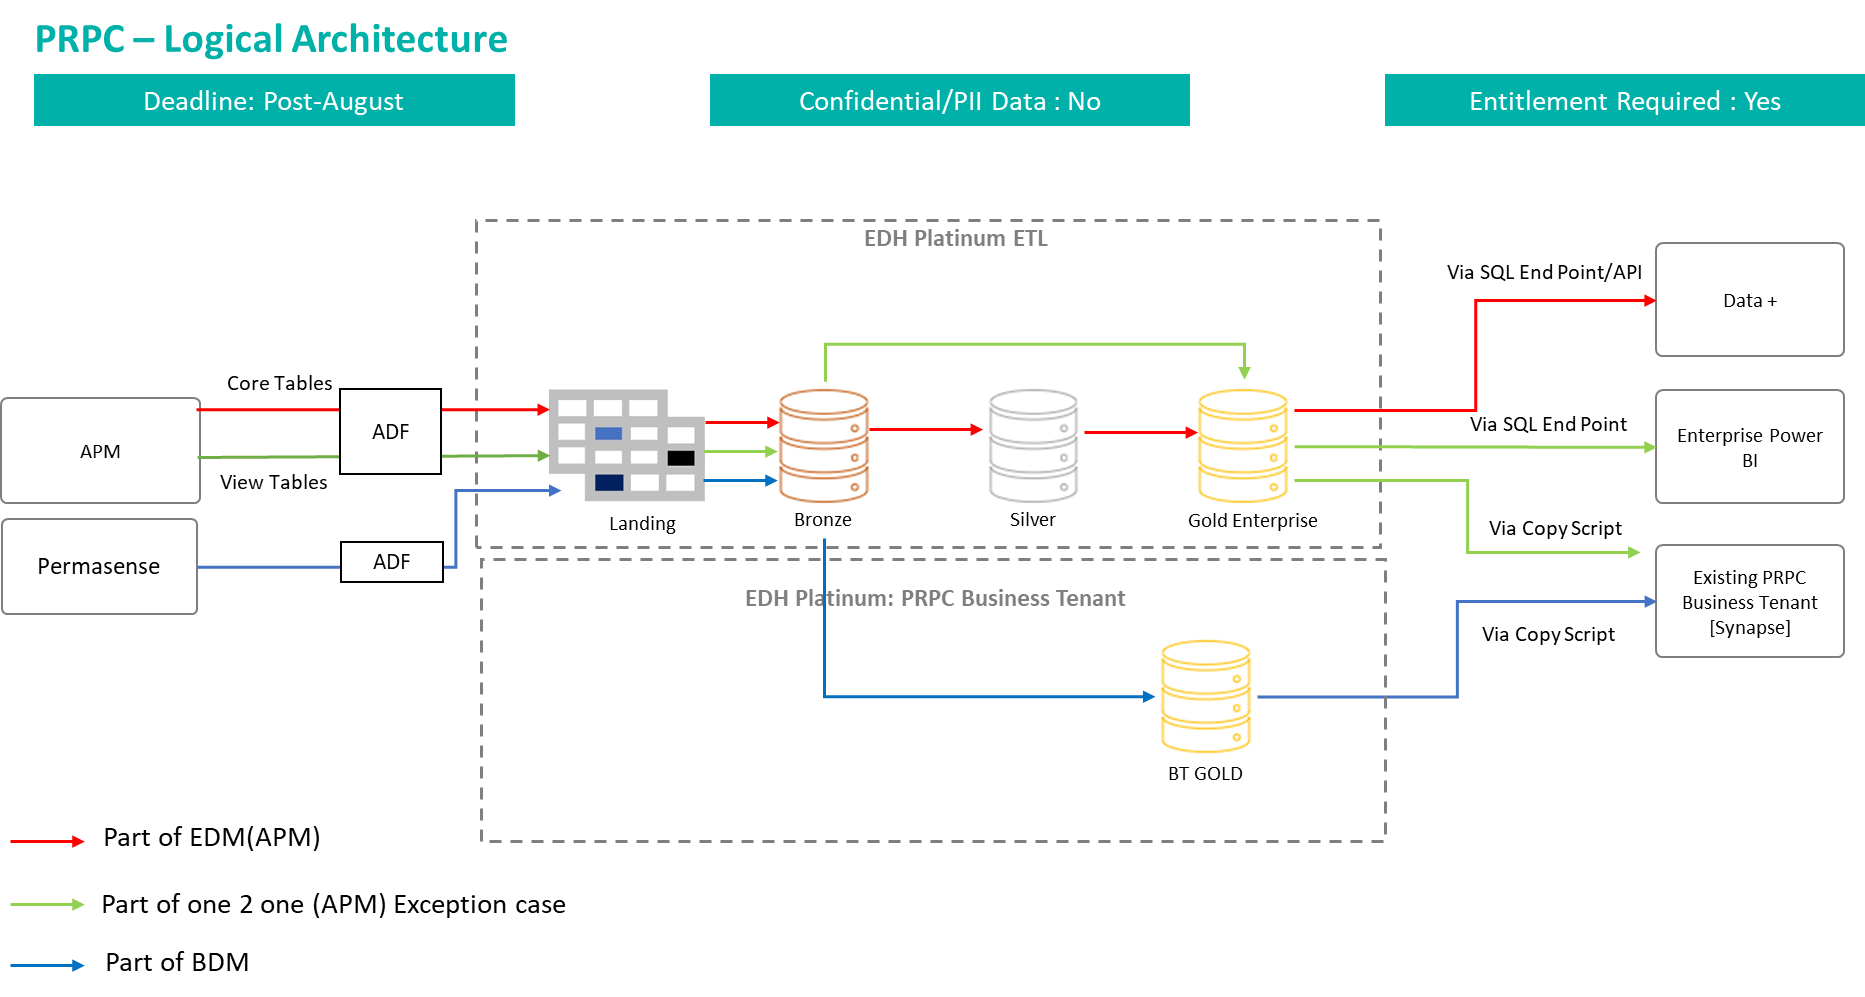 PRPC – Logical Architecture
Deadline: Post-August
Confidential/PII Data : No
Entitlement Required : Yes
EDH Platinum ETL
Via SQL End Point/API
Data +
Core Tables
ADF
APM
View Tables
Via SQL End Point
Enterprise Power
BI
Landing
Bronze
Silver
Gold Enterprise
Via Copy Script
Permasense
ADF
EDH Platinum: PRPC Business Tenant
Existing PRPC
Business Tenant
[Synapse]
Via Copy Script
BT GOLD
Part of EDM(APM)
Part of one 2 one (APM) Exception case
Part of BDM